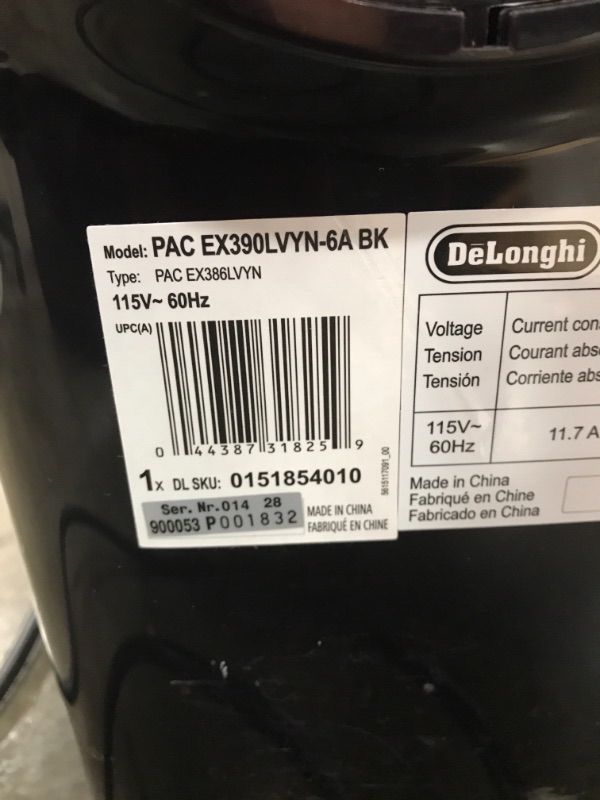 Model: PAC EX390LVYN-6A BK
Type: PAC EX386LVYN
115V~ 60Hz
UPC(A)
0 44387 31825 9
1x DL SKU: 0151854010
5615117091_00
Ser. Nr.014 28
900053 P001832
MADE IN CHINA
FABRIQUÉ EN CHINE
DēLonghi
Voltage
Tension
Tensión
Current con
Courant abs
Corriente abs
115V~
60Hz
11.7 A
Made in China
Fabriqué en Chine
Fabricado en China